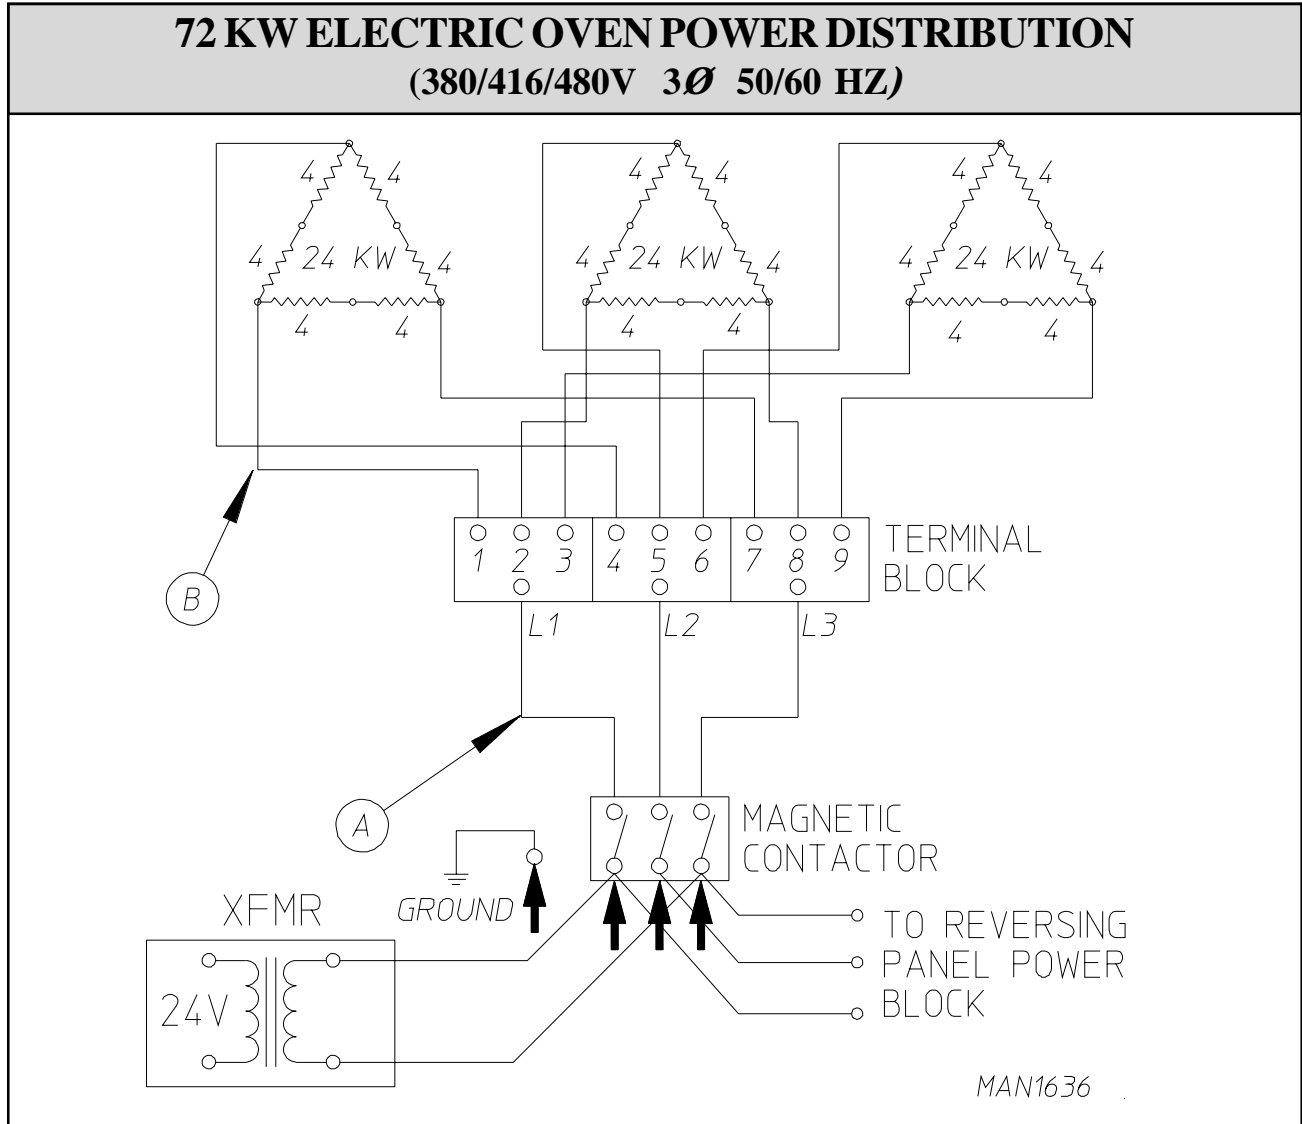 72 KW ELECTRIC OVEN POWER DISTRIBUTION
(380/416/480V 3Ø 50/60 HZ)
4 4
4 24 KW 4
4 4
4 4
4 24 KW 4
4 4
4 4
4 24 KW 4
4 4
B
1 2 3 4 5 6 7 8 9
TERMINAL
BLOCK
L1 L2 L3
A
MAGNETIC
CONTACTOR
GROUND
XFMR
24V
TO REVERSING
PANEL POWER
BLOCK
MAN1636